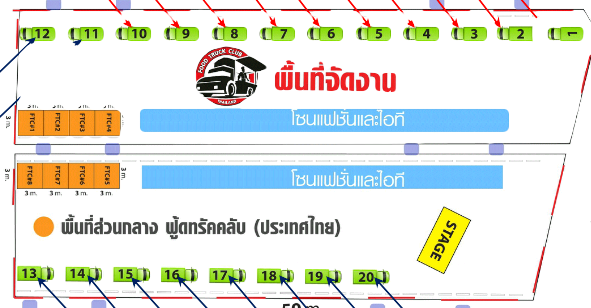 12 11 10 9 8 7 6 5 4 3 2 1
FOOD TRUCK CLUB
THAILAND
พื้นที่จัดงาน
3 m. 3 m.
3 m. FTC#1 FTC#2 FTC#3 FTC#4 3 m.
โซนแฟชั่นและไอที
3 m. FTC#8 FTC#7 FTC#6 FTC#5
โซนแฟชั่นและไอที
3 m. 3 m. 3 m. 3 m.
พื้นที่ส่วนกลาง ฟู้ดทรัคคลับ (ประเทศไทย)
STAGE
13 14 15 16 17 18 19 20
50 m